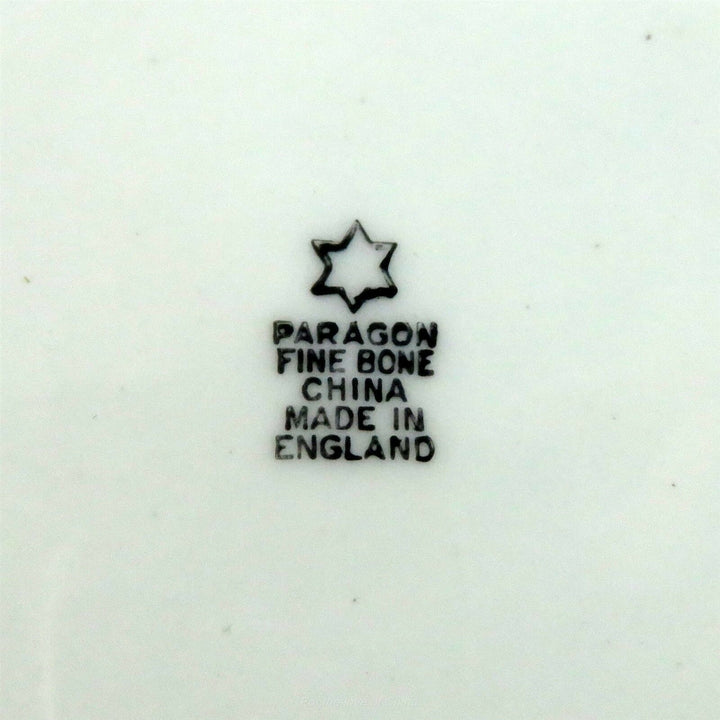 PARAGON
FINE BONE
CHINA
MADE IN
ENGLAND